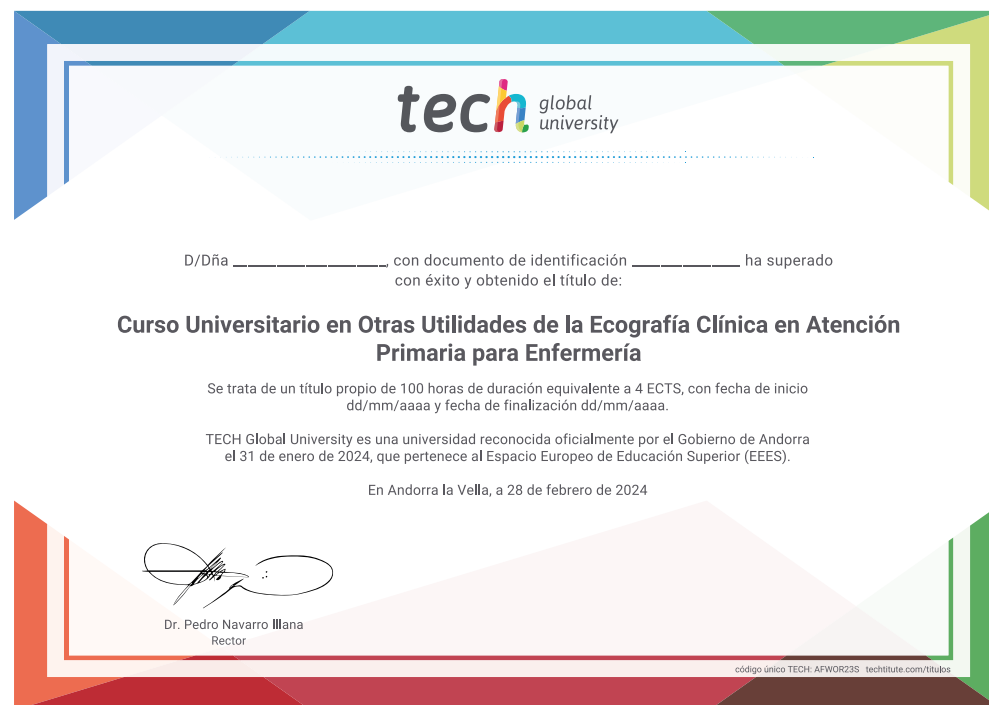 tech global
university
D/Dña ______________________, con documento de identificación _______________ ha superado
con éxito y obtenido el título de:
Curso Universitario en Otras Utilidades de la Ecografía Clínica en Atención
Primaria para Enfermería
Se trata de un título propio de 100 horas de duración equivalente a 4 ECTS, con fecha de inicio
dd/mm/aaaa y fecha de finalización dd/mm/aaaa.
TECH Global University es una universidad reconocida oficialmente por el Gobierno de Andorra
el 31 de enero de 2024, que pertenece al Espacio Europeo de Educación Superior (EEES).
En Andorra la Vella, a 28 de febrero de 2024
Dr. Pedro Navarro Illana
Rector
código único TECH: AFWOR23S techtitute.com/titulos